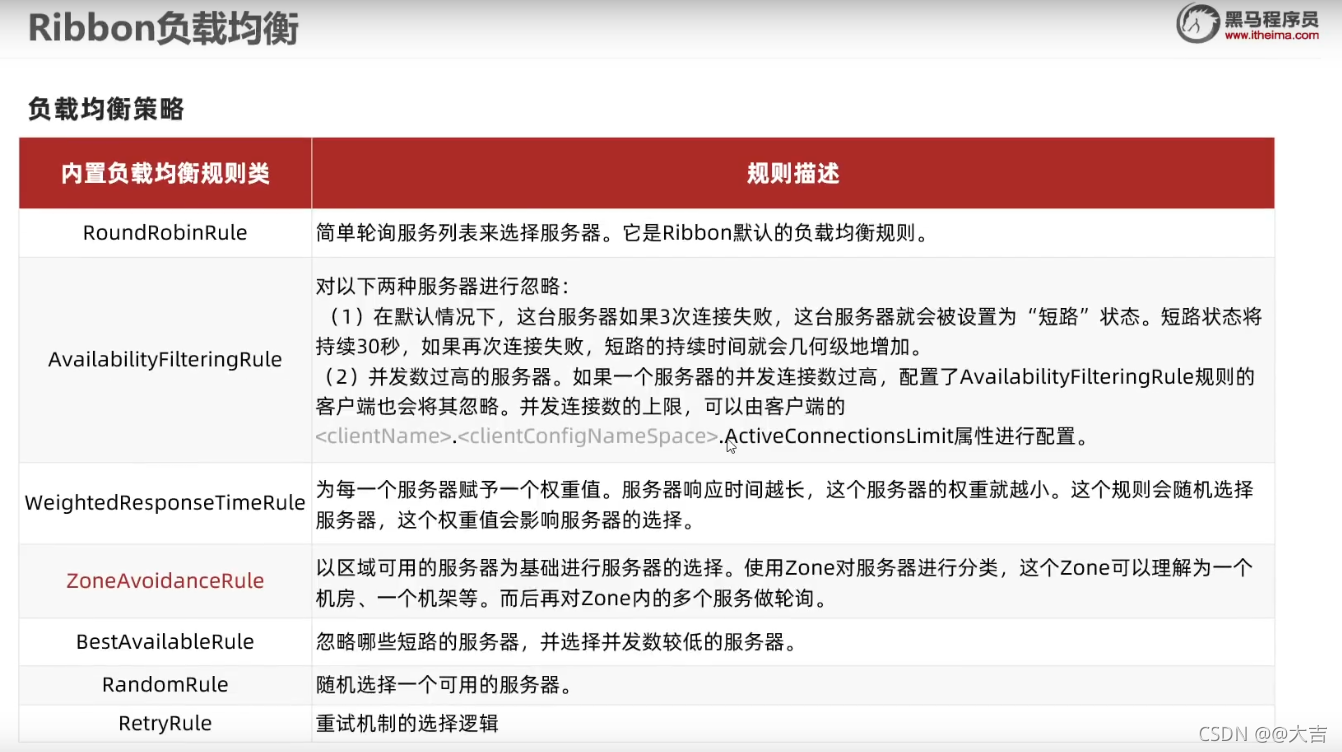 Ribbon负载均衡
黑马程序员
www.itheima.com
负载均衡策略
内置负载均衡规则类
规则描述
RoundRobinRule
简单轮询服务列表来选择服务器。它是Ribbon默认的负载均衡规则。
AvailabilityFilteringRule
对以下两种服务器进行忽略：
（1）在默认情况下，这台服务器如果3次连接失败，这台服务器就会被设置为“短路”状态。短路状态将
持续30秒，如果再次连接失败，短路的持续时间就会几何级地增加。
（2）并发数过高的服务器。如果一个服务器的并发连接数过高，配置了AvailabilityFilteringRule规则的
客户端也会将其忽略。并发连接数的上限，可以由客户端的
<clientName>.<clientConfigNameSpace>.ActiveConnectionsLimit属性进行配置。
WeightedResponseTimeRule
为每一个服务器赋予一个权重值。服务器响应时间越长，这个服务器的权重就越小。这个规则会随机选择
服务器，这个权重值会影响服务器的选择。
ZoneAvoidanceRule
以区域可用的服务器为基础进行服务器的选择。使用Zone对服务器进行分类，这个Zone可以理解为一个
机房、一个机架等。而后再对Zone内的多个服务做轮询。
BestAvailableRule
忽略哪些短路的服务器，并选择并发数较低的服务器。
RandomRule
随机选择一个可用的服务器。
RetryRule
重试机制的选择逻辑
CSDN @@大吉